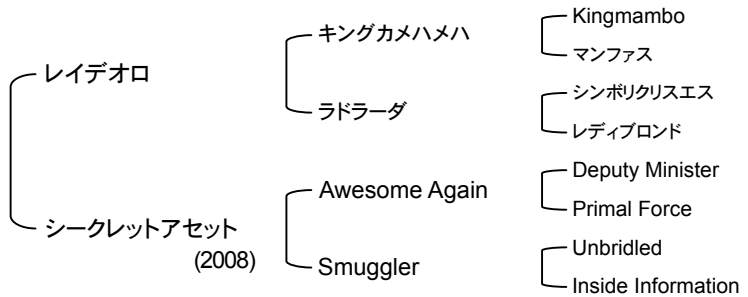 レイデオロ
シークレットアセット
(2008)
キングカメハメハ
ラドラーダ
Awesome Again
Smuggler
Kingmambo
マンファス
シンボリクリスエス
レディブロンド
Deputy Minister
Primal Force
Unbridled
Inside Information